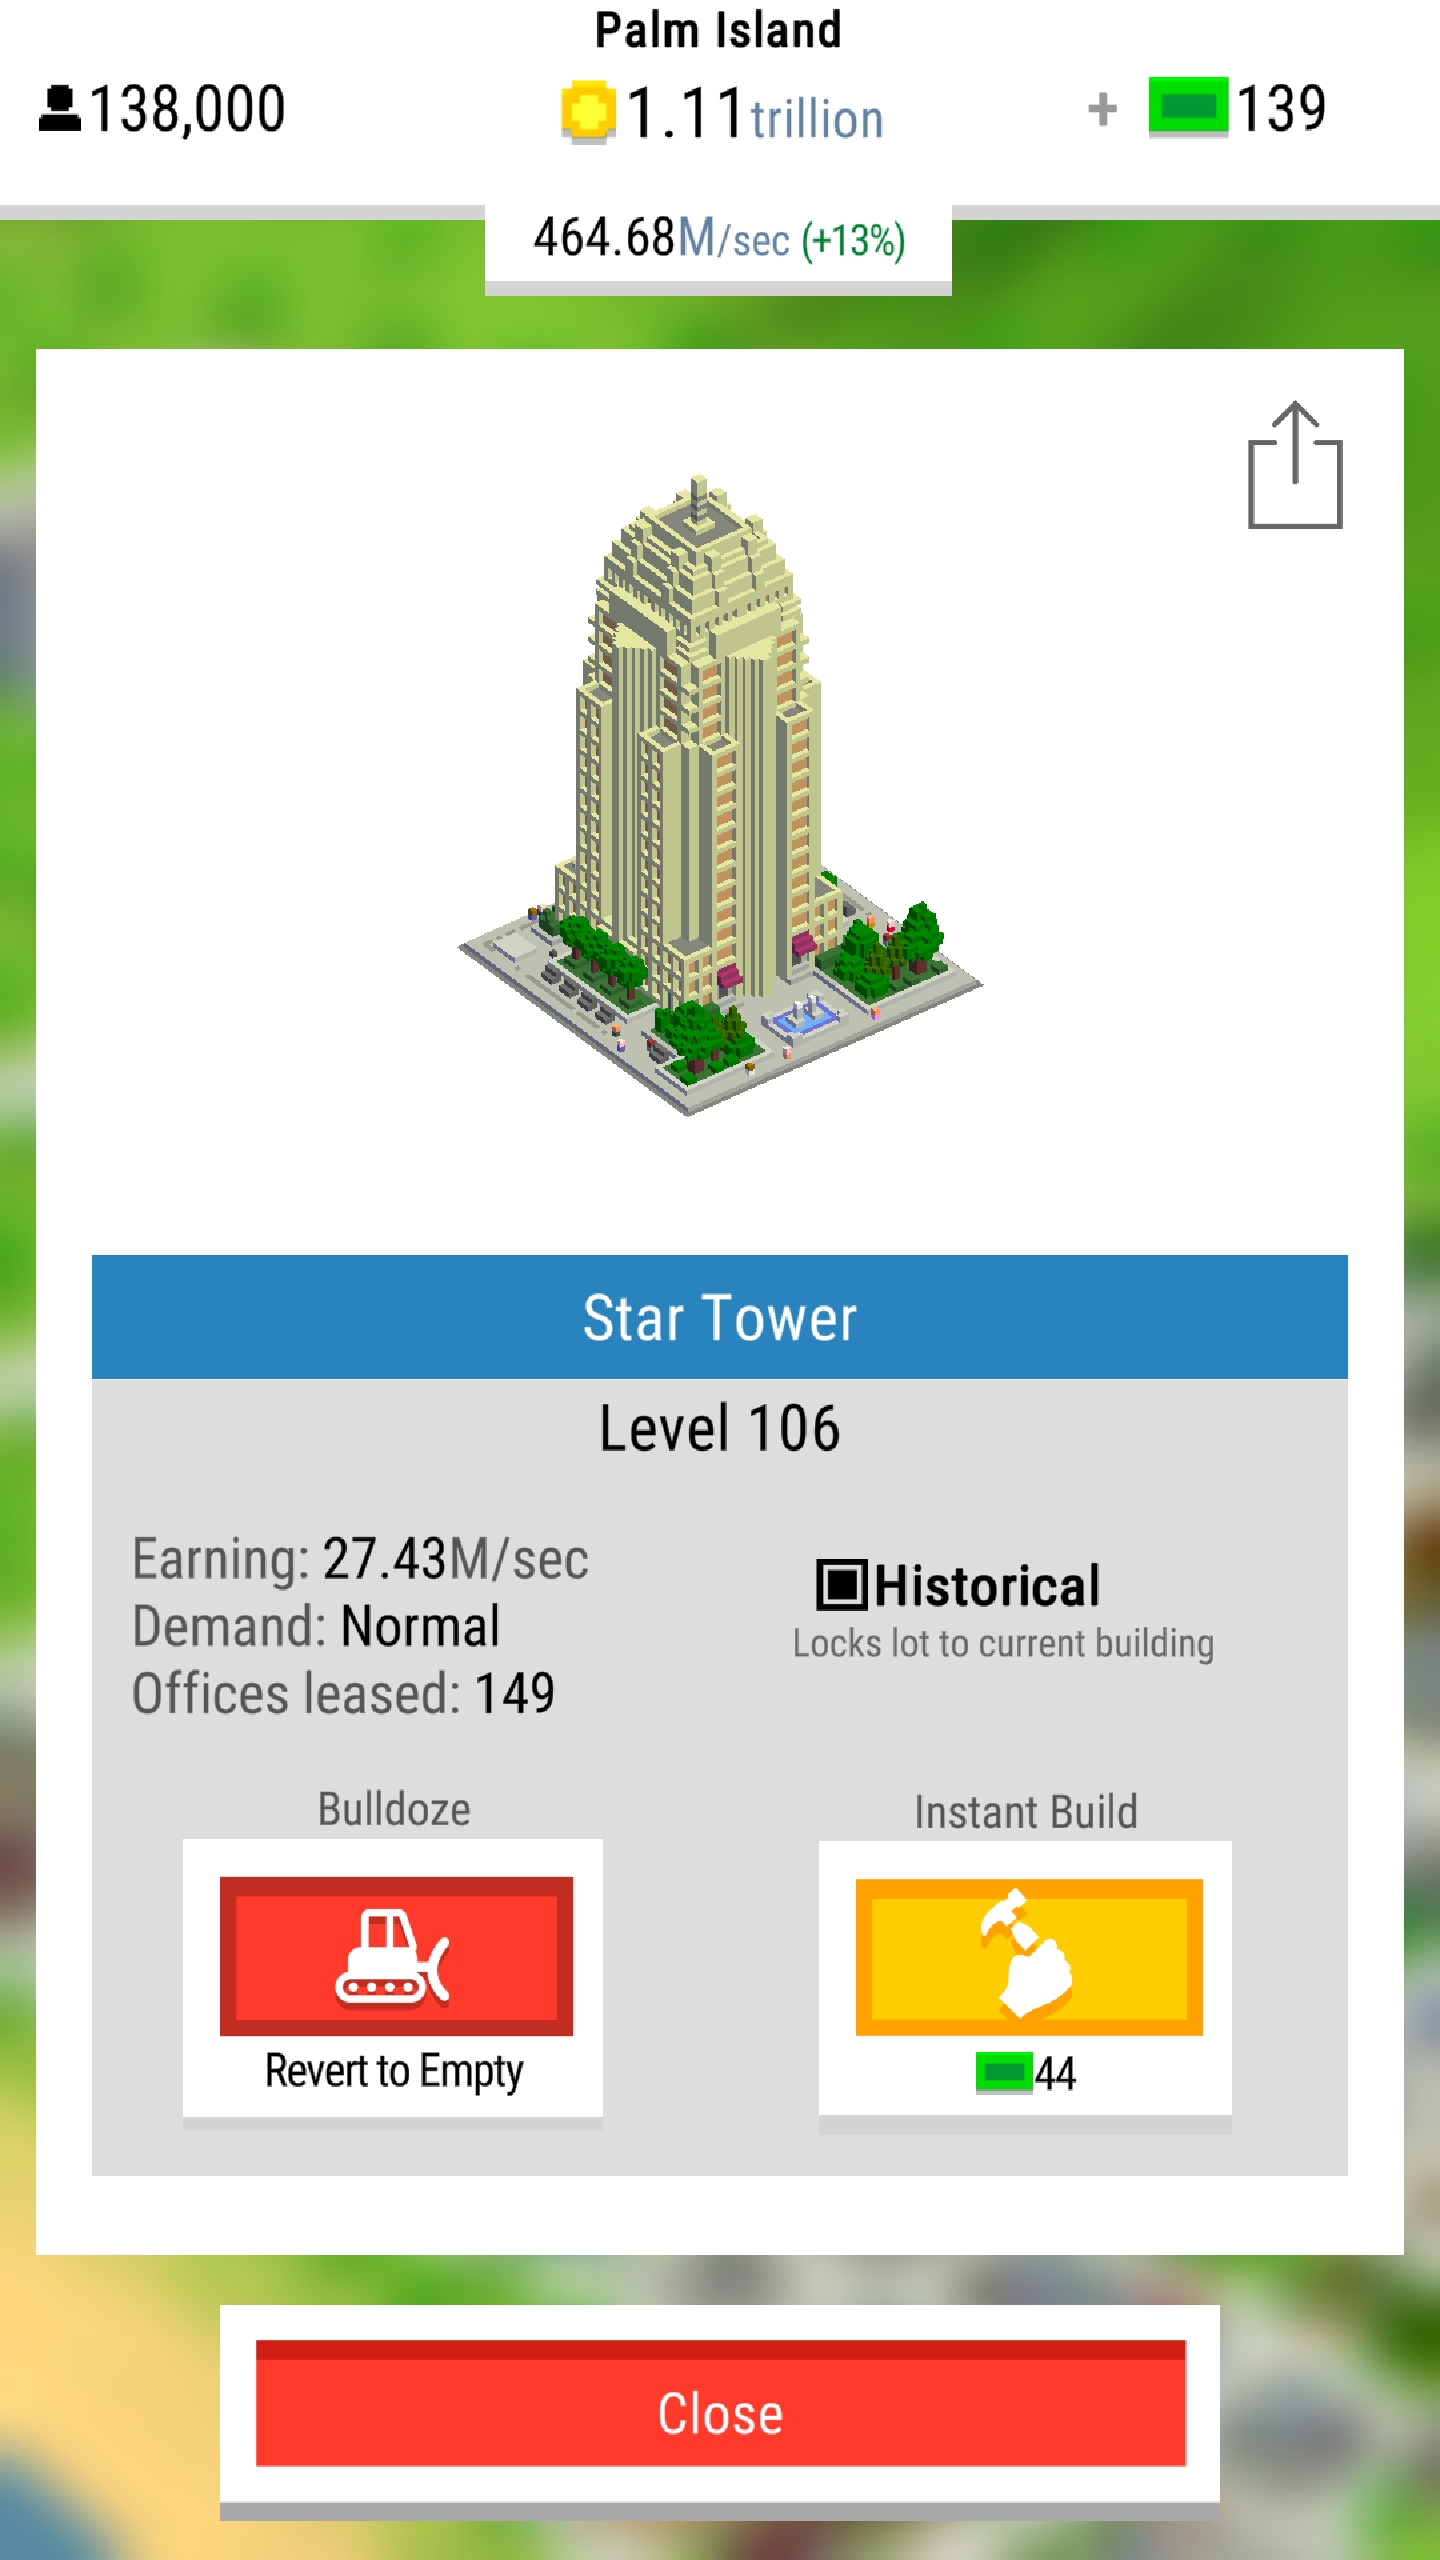 Palm Island
138,000
1.11 trillion
+ 139
464.68M/sec (+13%)
Star Tower
Level 106
Earning: 27.43M/sec
Demand: Normal
Offices leased: 149
Historical
Locks lot to current building
Bulldoze
Revert to Empty
Instant Build
44
Close